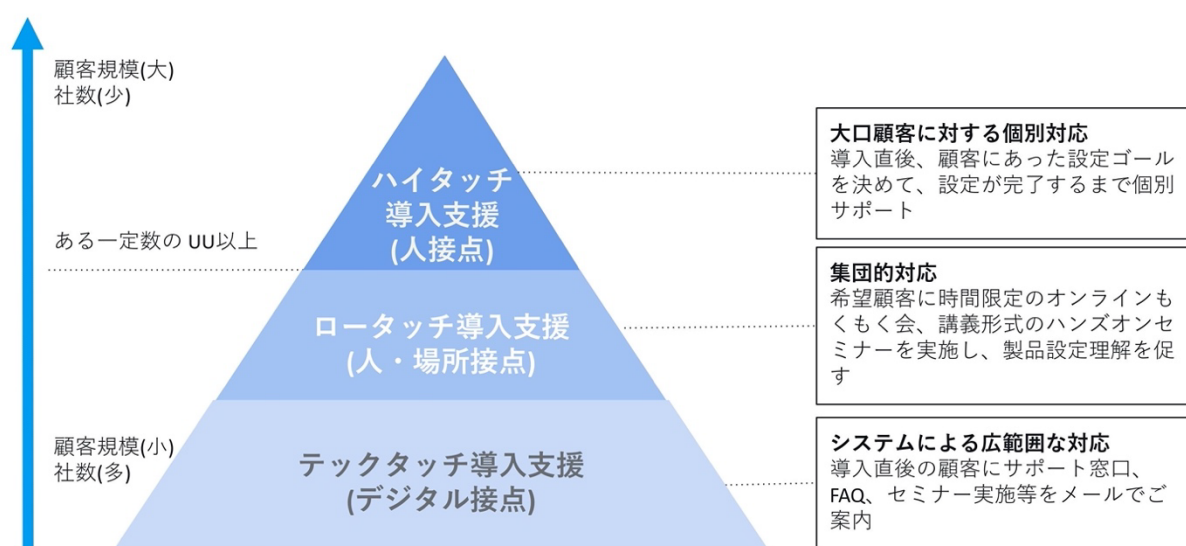 顧客規模(大)
社数(少)
ある一定数の UU以上
顧客規模(小)
社数(多)
ハイタッチ
導入支援
(人接点)
ロータッチ導入支援
(人・場所接点)
テックタッチ導入支援
(デジタル接点)
大口顧客に対する個別対応
導入直後、顧客にあった設定ゴール
を決めて、設定が完了するまで個別
サポート
集団的対応
希望顧客に時間限定のオンラインも
くもく会、講義形式のハンズオンセ
ミナーを実施し、製品設定理解を促
す
システムによる広範囲な対応
導入直後の顧客にサポート窓口、
FAQ、セミナー実施等をメールでご
案内